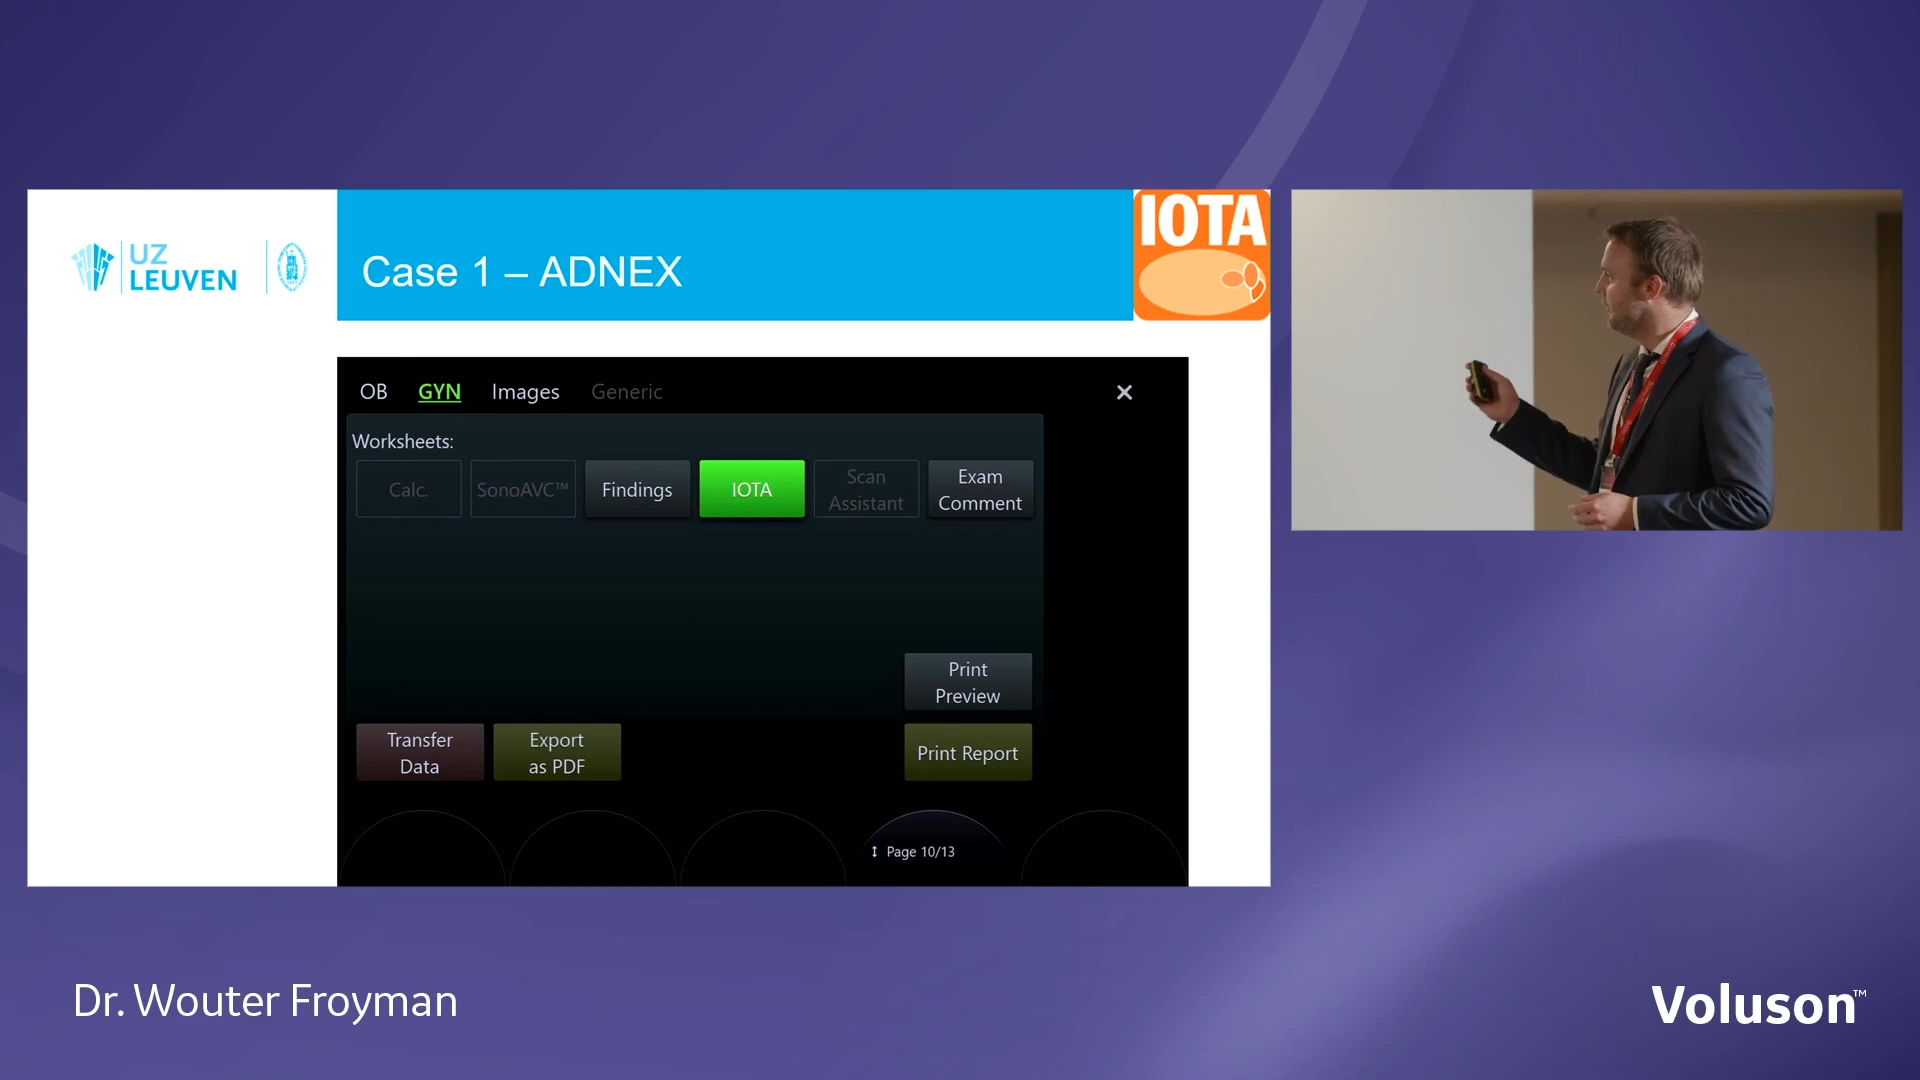 UZ
LEUVEN
Case 1 – ADNEX
IOTA
OB GYN Images Generic
Worksheets:
Calc. SonoAVC™ Findings IOTA Scan Assistant Exam Comment
Print
Preview
Transfer
Data
Export
as PDF
Print Report
Page 10/13
Dr. Wouter Froyman
Voluson™